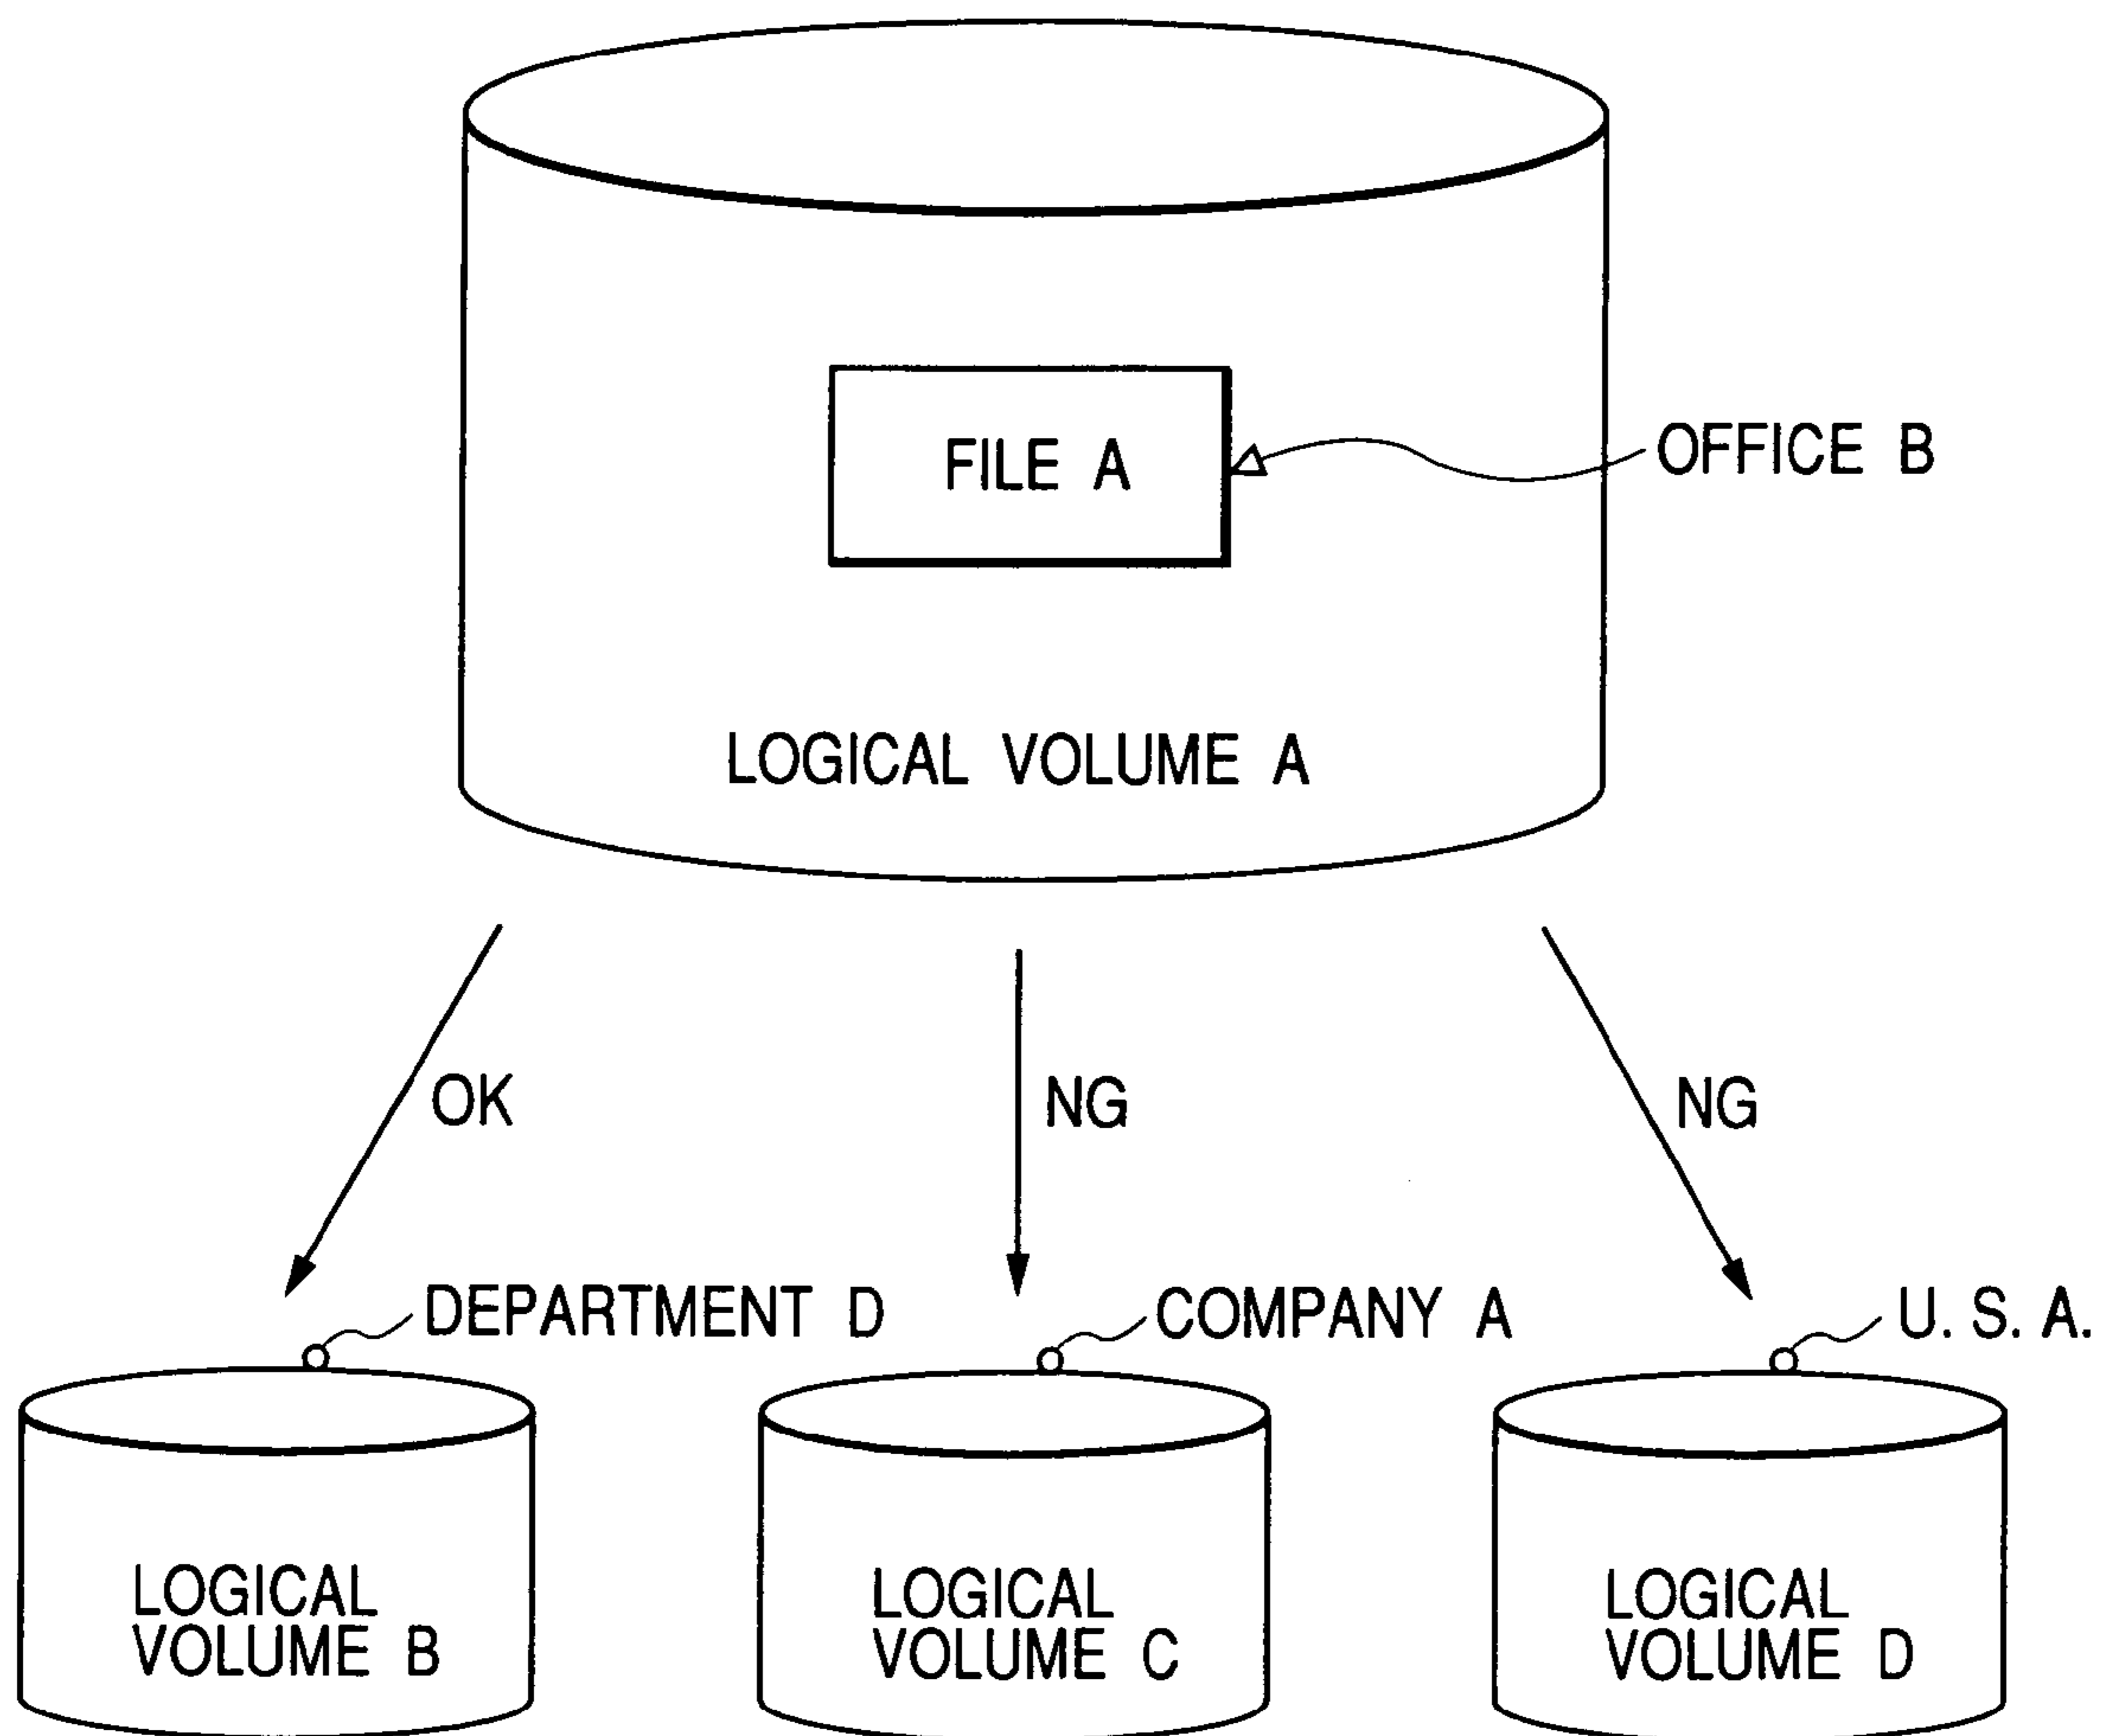 FILE A
OFFICE B
LOGICAL VOLUME A
OK
NG
NG
DEPARTMENT D
COMPANY A
U. S. A.
LOGICAL
VOLUME B
LOGICAL
VOLUME C
LOGICAL
VOLUME D